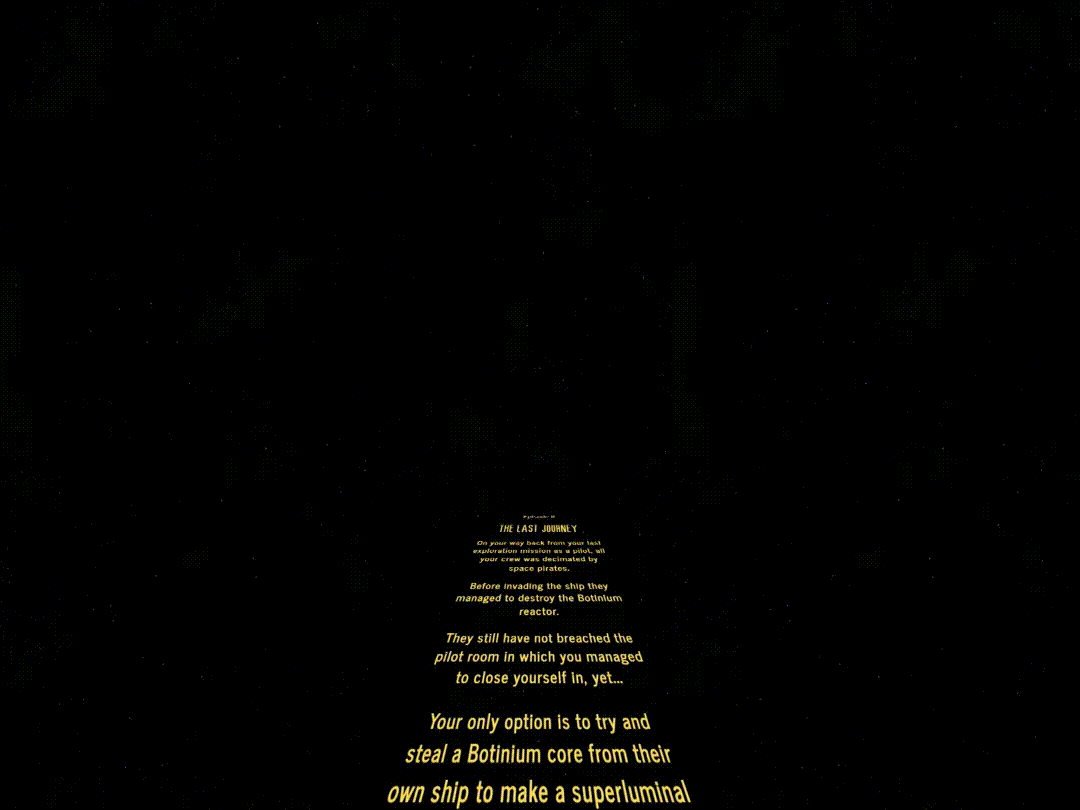 THE LAST JOURNEY
On your way back from your last
exploration mission as a pilot, all
your crew was decimated by
space pirates.
Before invading the ship they
managed to destroy the Botinium
reactor.
They still have not breached the
pilot room in which you managed
to close yourself in, yet...
Your only option is to try and
steal a Botinium core from their
own ship to make a superluminal